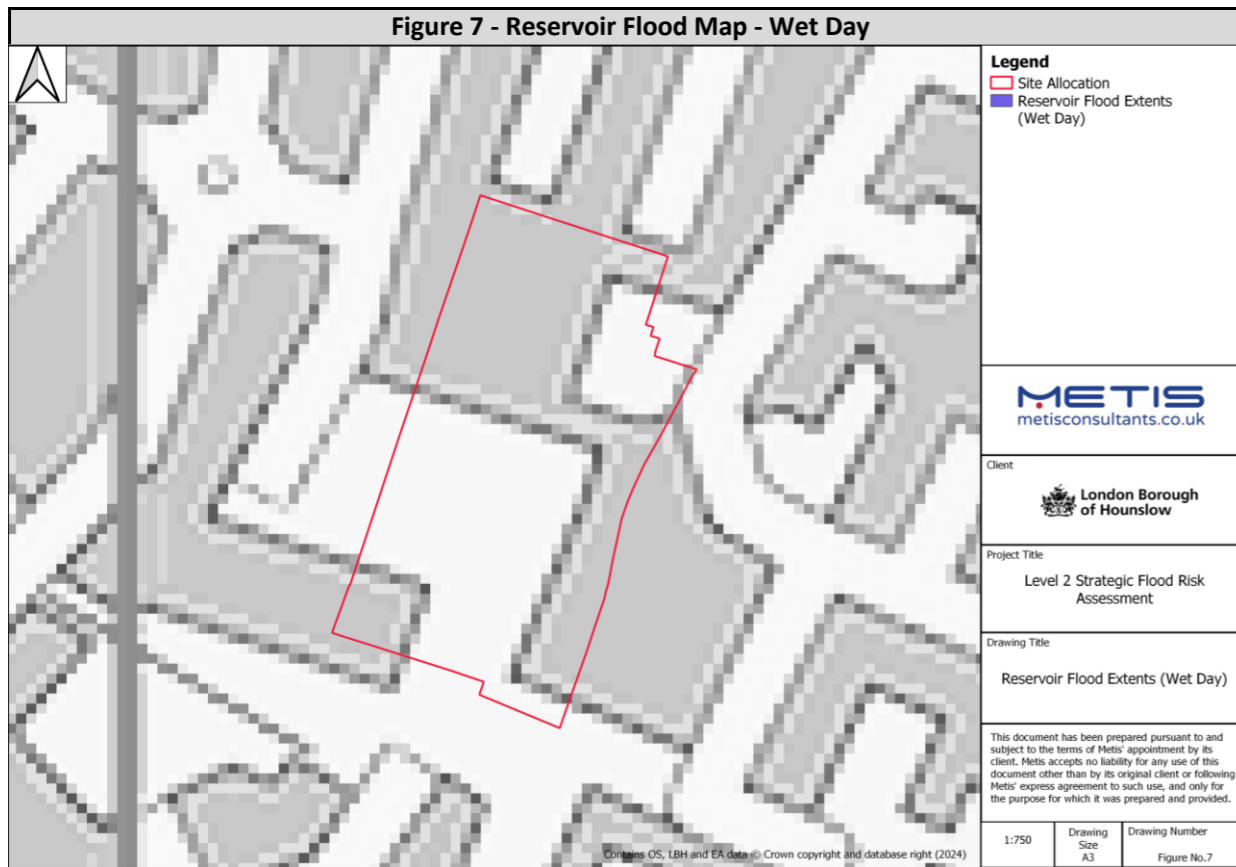 Figure 7 - Reservoir Flood Map - Wet Day
Legend
Site Allocation
Reservoir Flood Extents
(Wet Day)
METIS
metisconsultants.co.uk
Client
London Borough
of Hounslow
Project Title
Level 2 Strategic Flood Risk
Assessment
Drawing Title
Reservoir Flood Extents (Wet Day)
This document has been prepared pursuant to and
subject to the terms of Metis' appointment by its
client. Metis accepts no liability for any use of this
document other than by its original client or following
Metis' express agreement to such use, and only for
the purpose for which it was prepared and provided.
1:750
Drawing
Size
A3
Drawing Number
Figure No.7
Contains OS, LBH and EA data © Crown copyright and database right (2024)